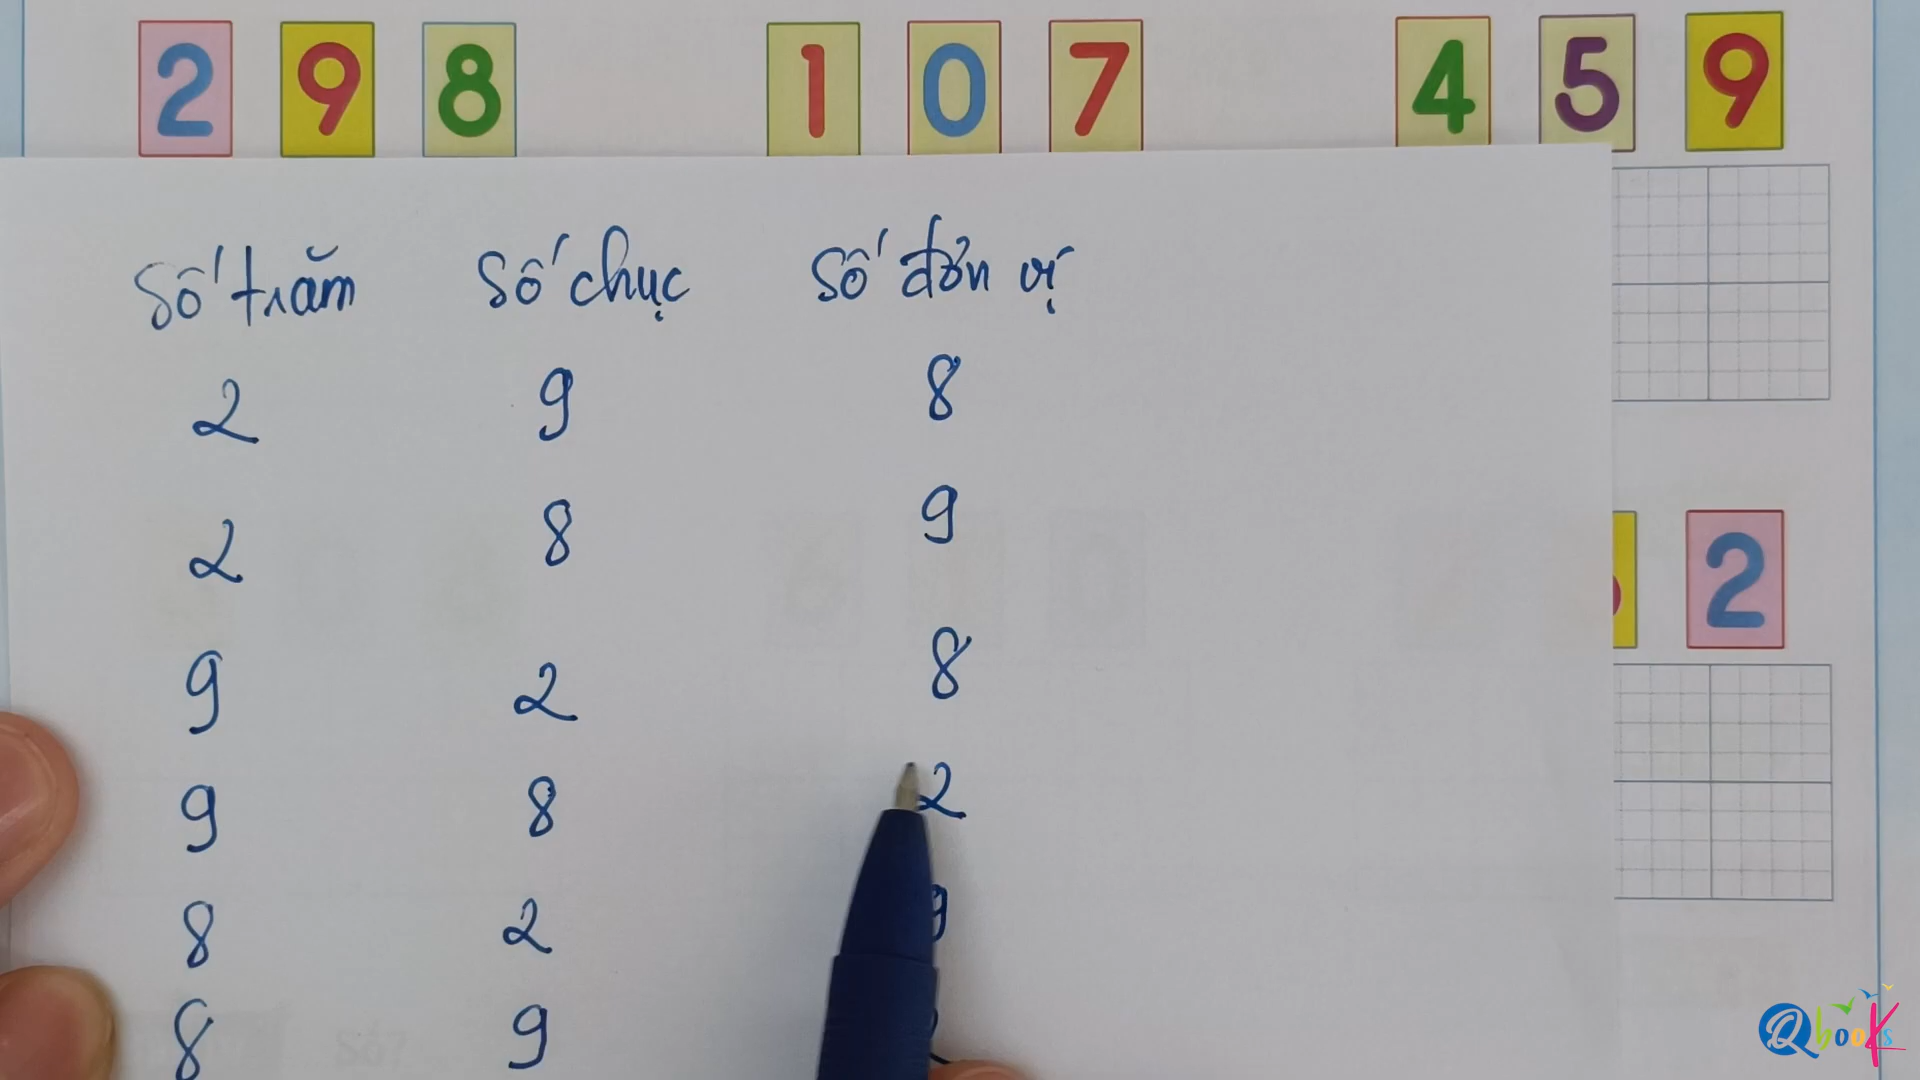 2 9 8 1 0 7 4 5 9
Số trăm Số chục Số đơn vị
2 9 8
2 8 9
2
9 2 8
9 8 2
8 2 9
8 9
Qbooks